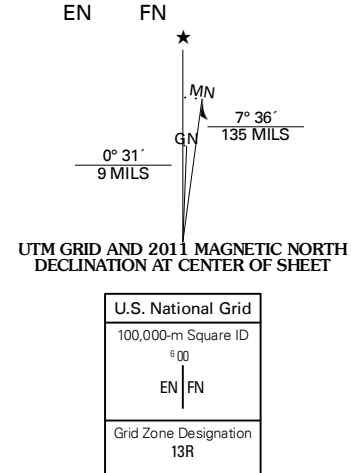 EN FN
★
MN
7° 36´
135 MILS
GN
0° 31´
9 MILS
UTM GRID AND 2011 MAGNETIC NORTH
DECLINATION AT CENTER OF SHEET
U.S. National Grid
100,000-m Square ID
⁶00
EN FN
Grid Zone Designation
13R